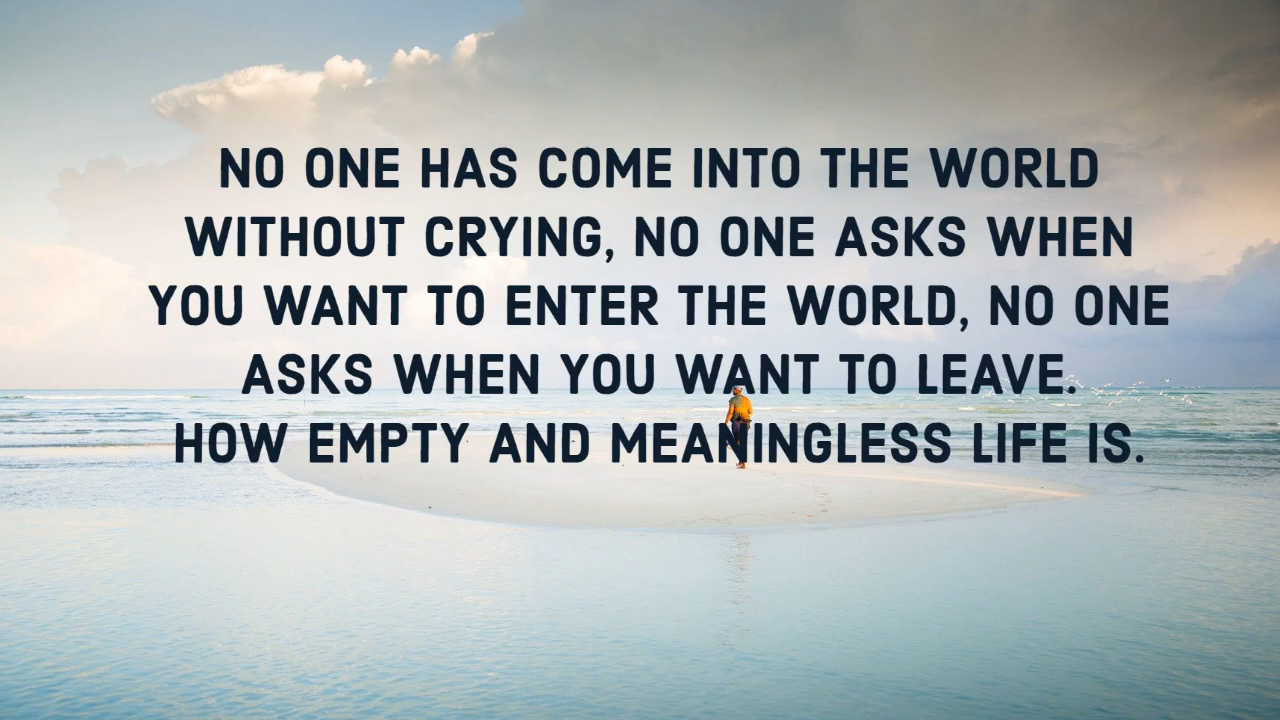 NO ONE HAS COME INTO THE WORLD
WITHOUT CRYING, NO ONE ASKS WHEN
YOU WANT TO ENTER THE WORLD, NO ONE
ASKS WHEN YOU WANT TO LEAVE.
HOW EMPTY AND MEANINGLESS LIFE IS.